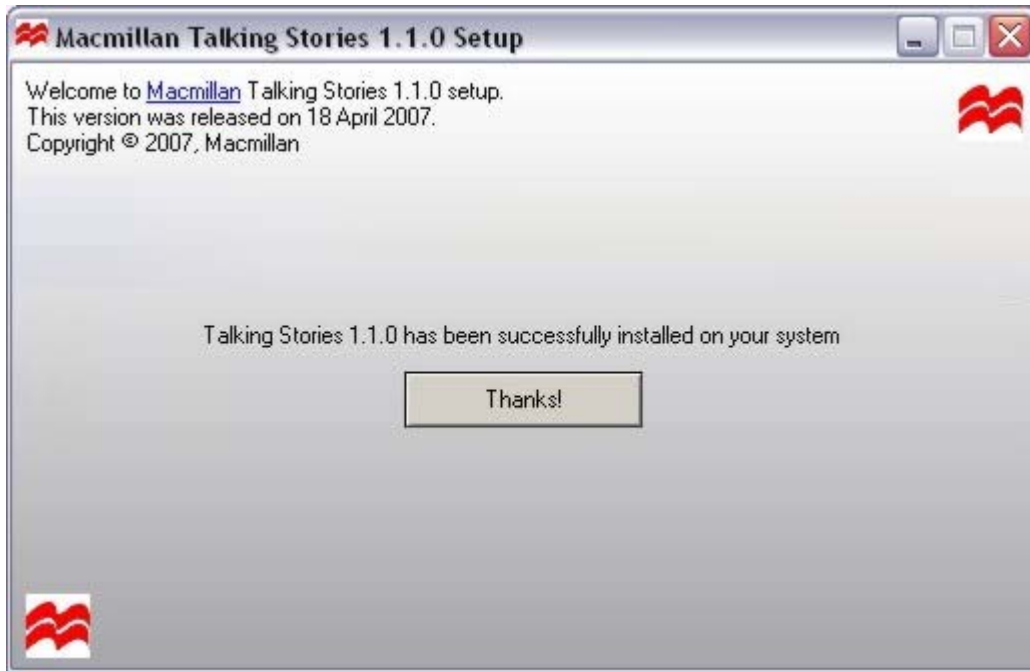 Macmillan Talking Stories 1.1.0 Setup
Welcome to Macmillan Talking Stories 1.1.0 setup.
This version was released on 18 April 2007.
Copyright © 2007, Macmillan
Talking Stories 1.1.0 has been successfully installed on your system
Thanks!